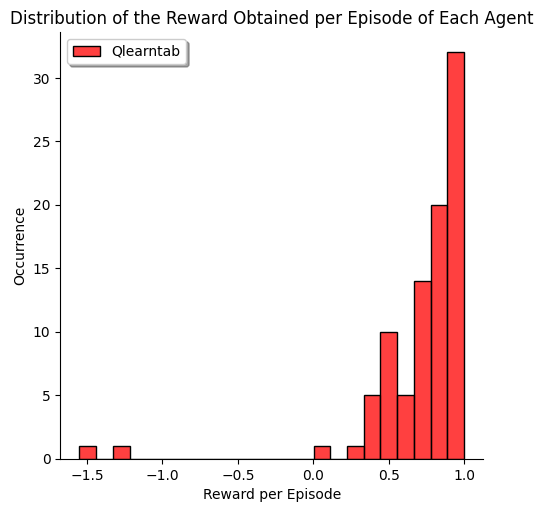 Distribution of the Reward Obtained per Episode of Each Agent
Qlearntab
30
25
20
15
10
5
0
Occurrence
−1.5 −1.0 −0.5 0.0 0.5 1.0
Reward per Episode